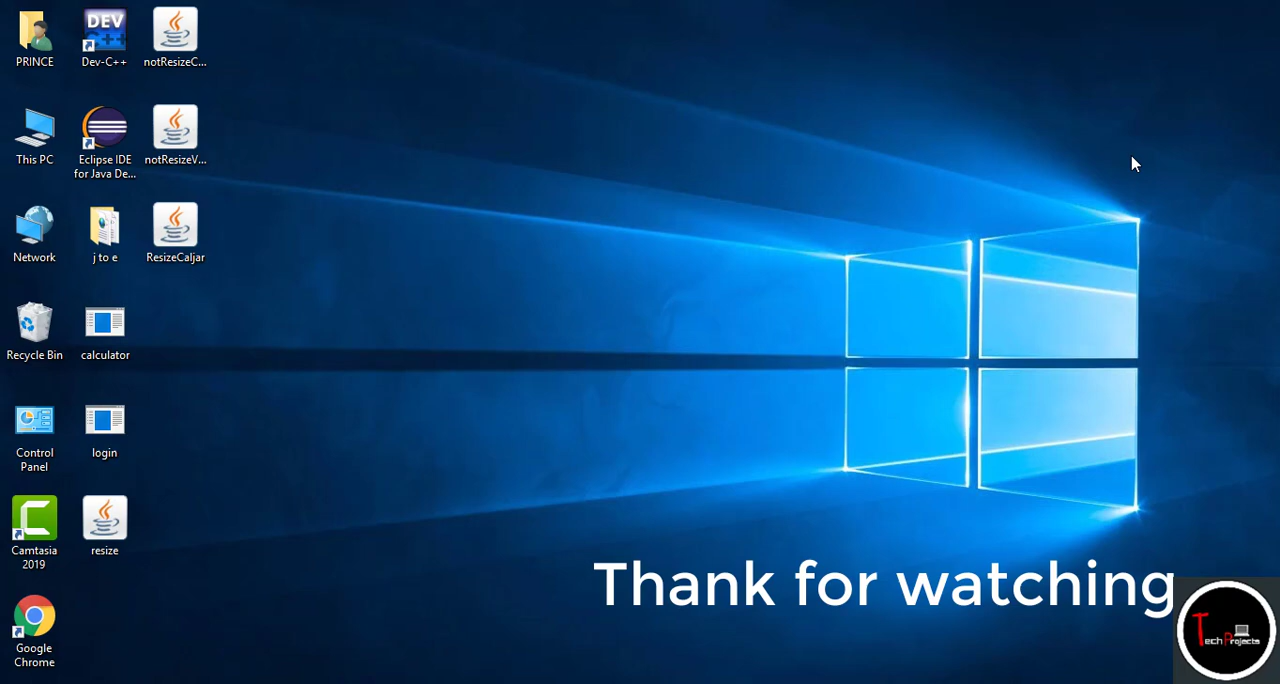 PRINCE
DEV
C++
Dev-C++
notResizeC...
This PC
Eclipse IDE
for Java De...
notResizeV...
Network
j to e
ResizeCaljar
Recycle Bin
calculator
Control
Panel
login
Camtasia
2019
resize
Google
Chrome
Thank for watching
Tech Projects